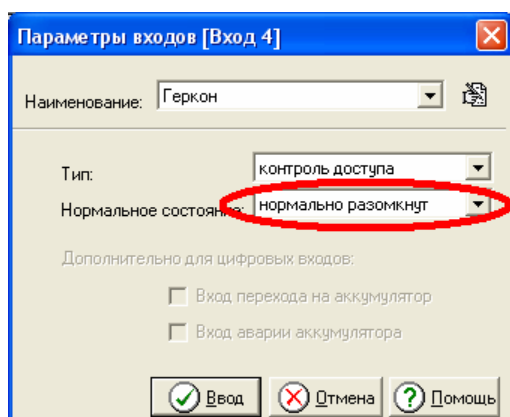 Параметры входов [Вход 4]
Наименование: Геркон
Тип: контроль доступа
Нормальное состояние: нормально разомкнут
Дополнительно для цифровых входов:
Вход перехода на аккумулятор
Вход аварии аккумулятора
Ввод Отмена Помощь